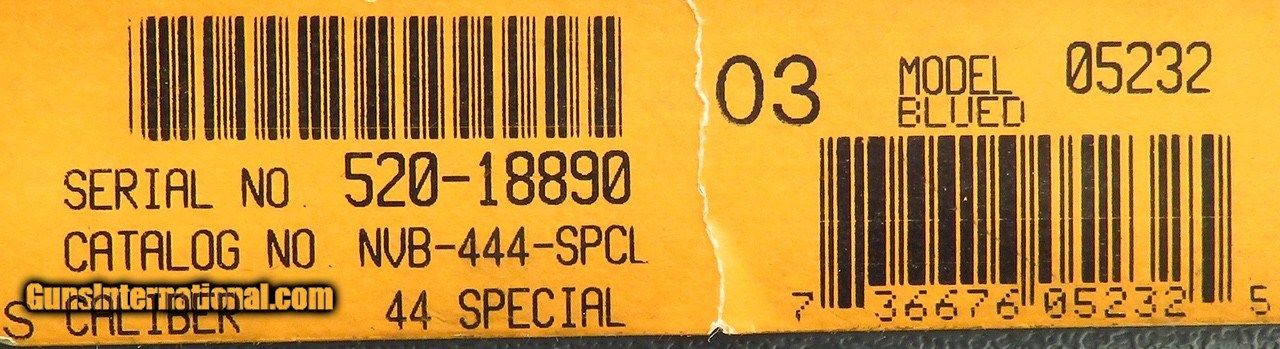 SERIAL NO. 520-18890
CATALOG NO NVB-444-SPCL
S CALIBER 44 SPECIAL
GunsInternational.com
03 MODEL 05232
BLUED
7 36676 05232 5